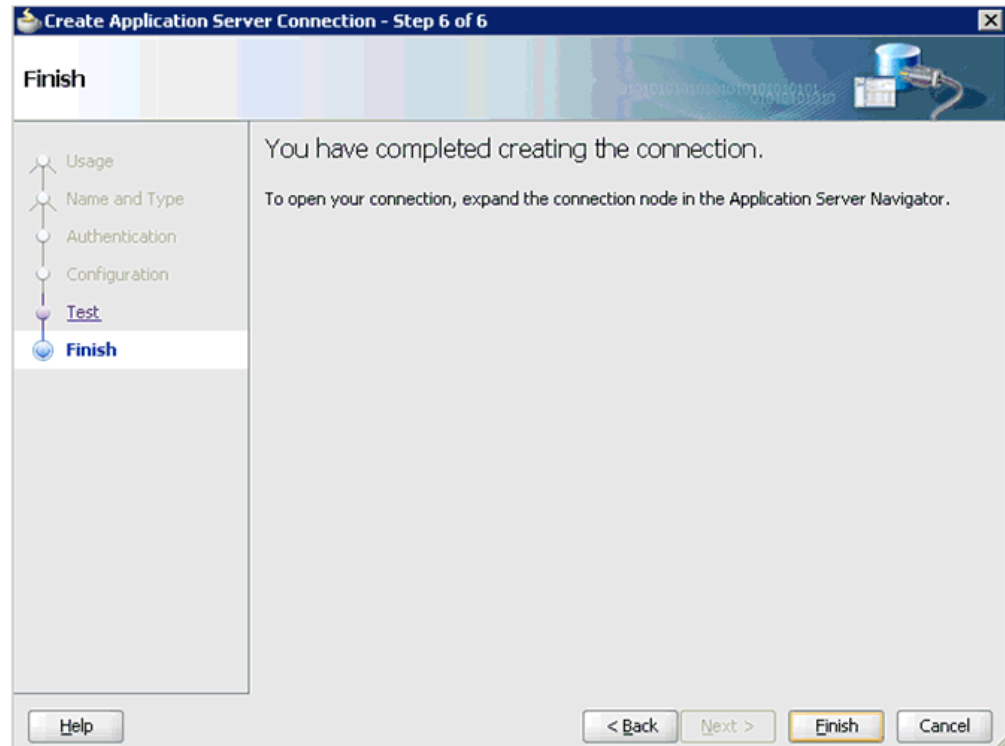 Create Application Server Connection - Step 6 of 6
Finish
Usage
Name and Type
Authentication
Configuration
Test
Finish
You have completed creating the connection.
To open your connection, expand the connection node in the Application Server Navigator.
Help
< Back
Next >
Finish
Cancel